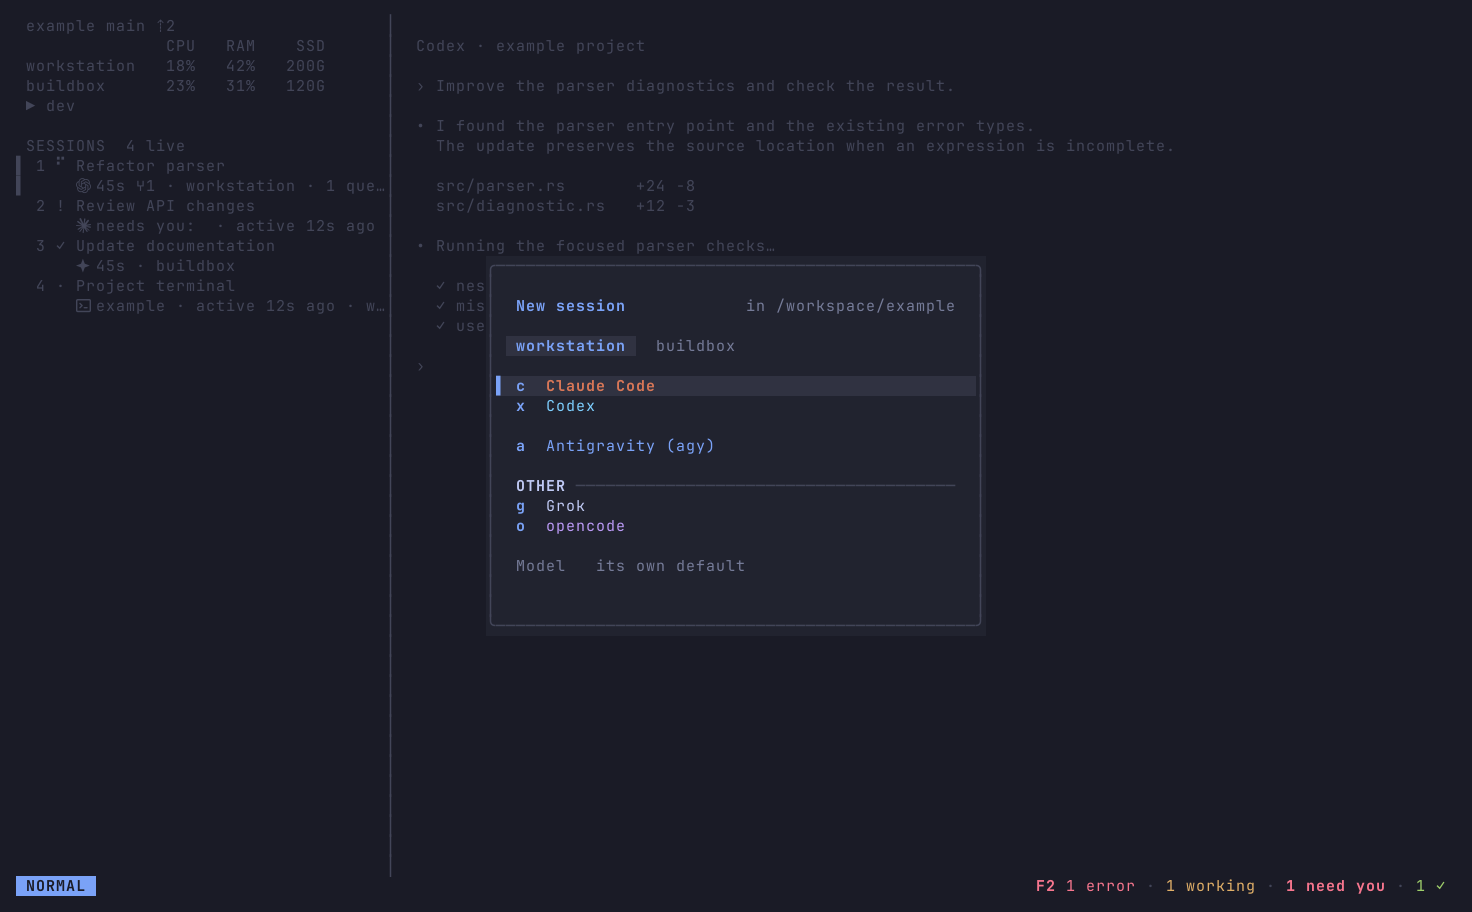 example main ↑2
CPU RAM SSD
workstation 18% 42% 200G
buildbox 23% 31% 120G
▶ dev
SESSIONS 4 live
1 Refactor parser
45s 1 · workstation · 1 que…
2 ! Review API changes
needs you: · active 12s ago
3 ✓ Update documentation
45s · buildbox
4 · Project terminal
example · active 12s ago · w…
Codex · example project
› Improve the parser diagnostics and check the result.
• I found the parser entry point and the existing error types.
The update preserves the source location when an expression is incomplete.
src/parser.rs +24 -8
src/diagnostic.rs +12 -3
• Running the focused parser checks…
✓ nes
✓ mis
✓ use
›
New session in /workspace/example
workstation buildbox
c Claude Code
x Codex
a Antigravity (agy)
OTHER
g Grok
o opencode
Model its own default
NORMAL
F2 1 error · 1 working · 1 need you · 1 ✓